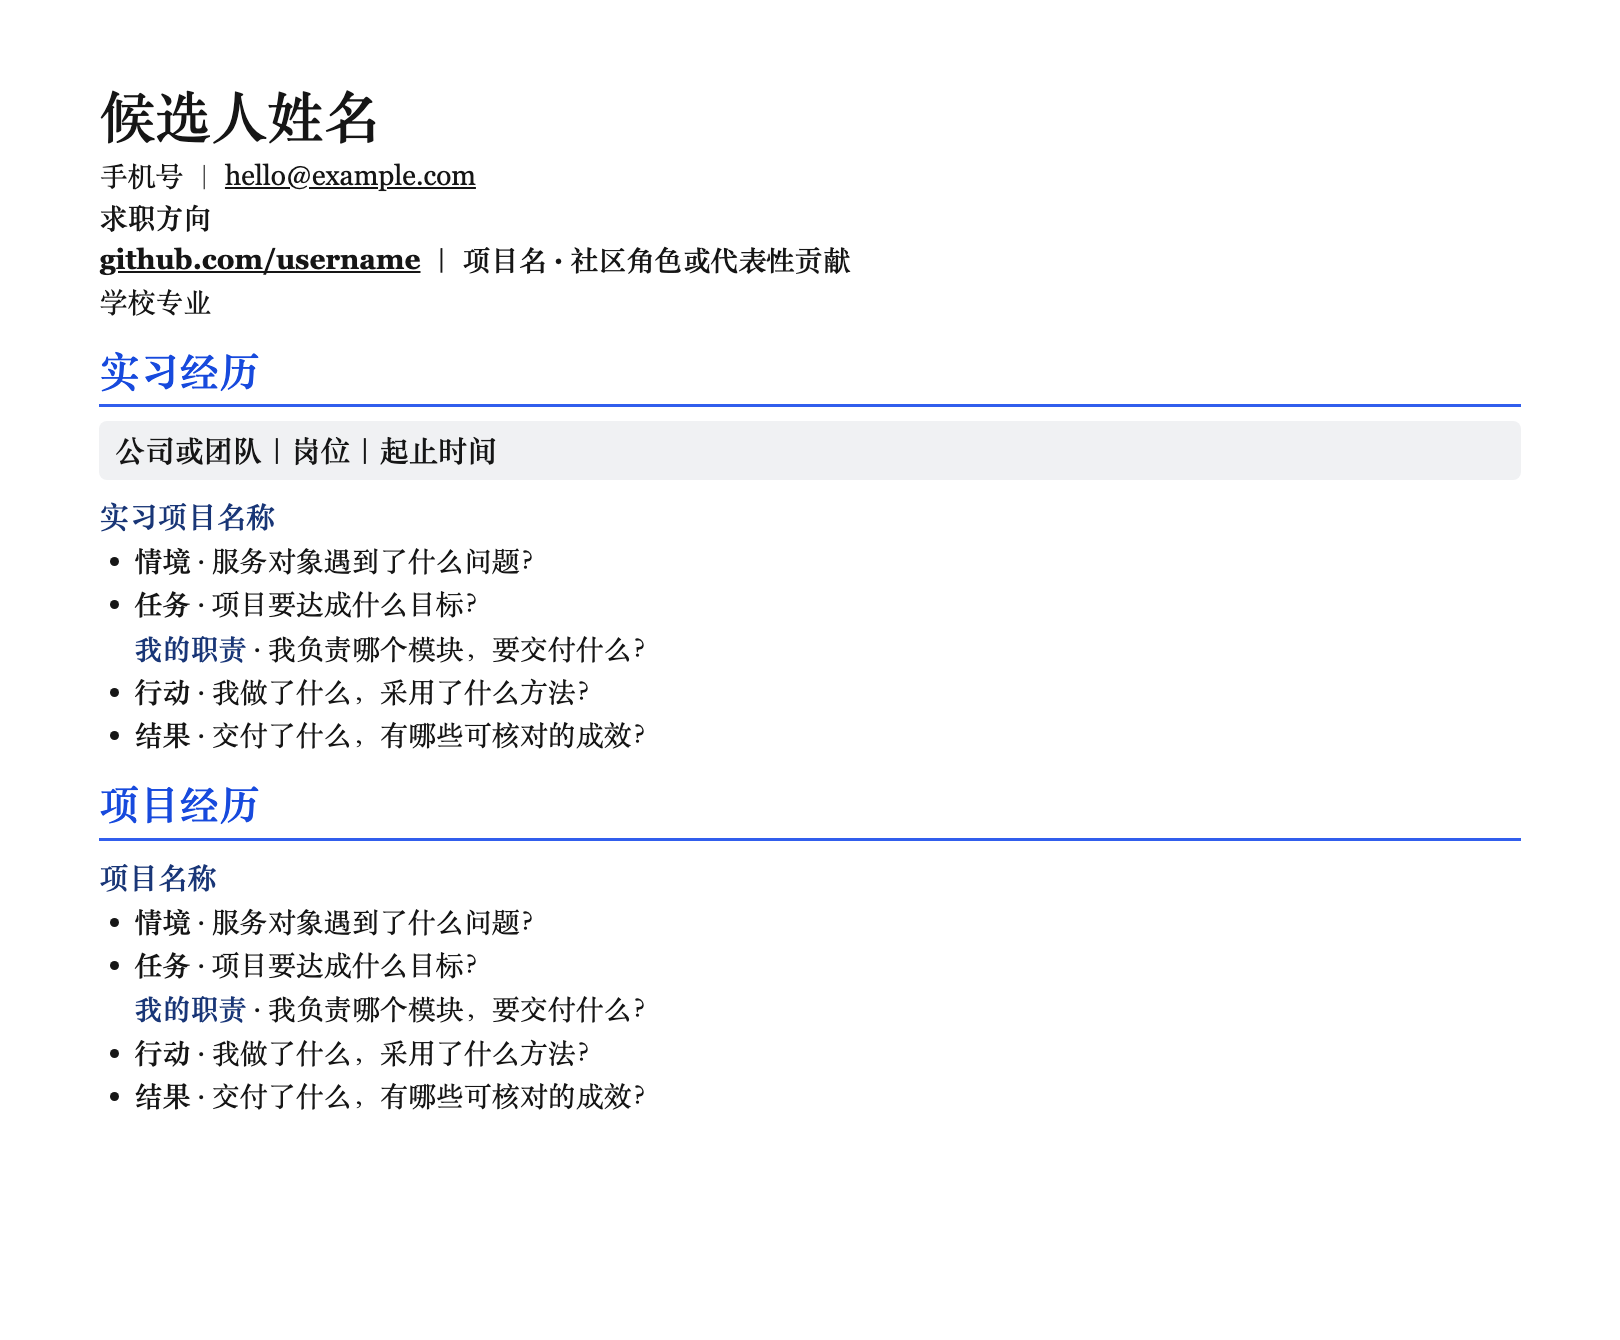 候选人姓名
手机号 | hello@example.com
求职方向
github.com/username | 项目名 · 社区角色或代表性贡献
学校专业
实习经历
公司或团队 | 岗位 | 起止时间
实习项目名称
• 情境 · 服务对象遇到了什么问题?
• 任务 · 项目要达成什么目标?
我的职责 · 我负责哪个模块，要交付什么?
• 行动 · 我做了什么，采用了什么方法?
• 结果 · 交付了什么，有哪些可核对的成效?
项目经历
项目名称
• 情境 · 服务对象遇到了什么问题?
• 任务 · 项目要达成什么目标?
我的职责 · 我负责哪个模块，要交付什么?
• 行动 · 我做了什么，采用了什么方法?
• 结果 · 交付了什么，有哪些可核对的成效?